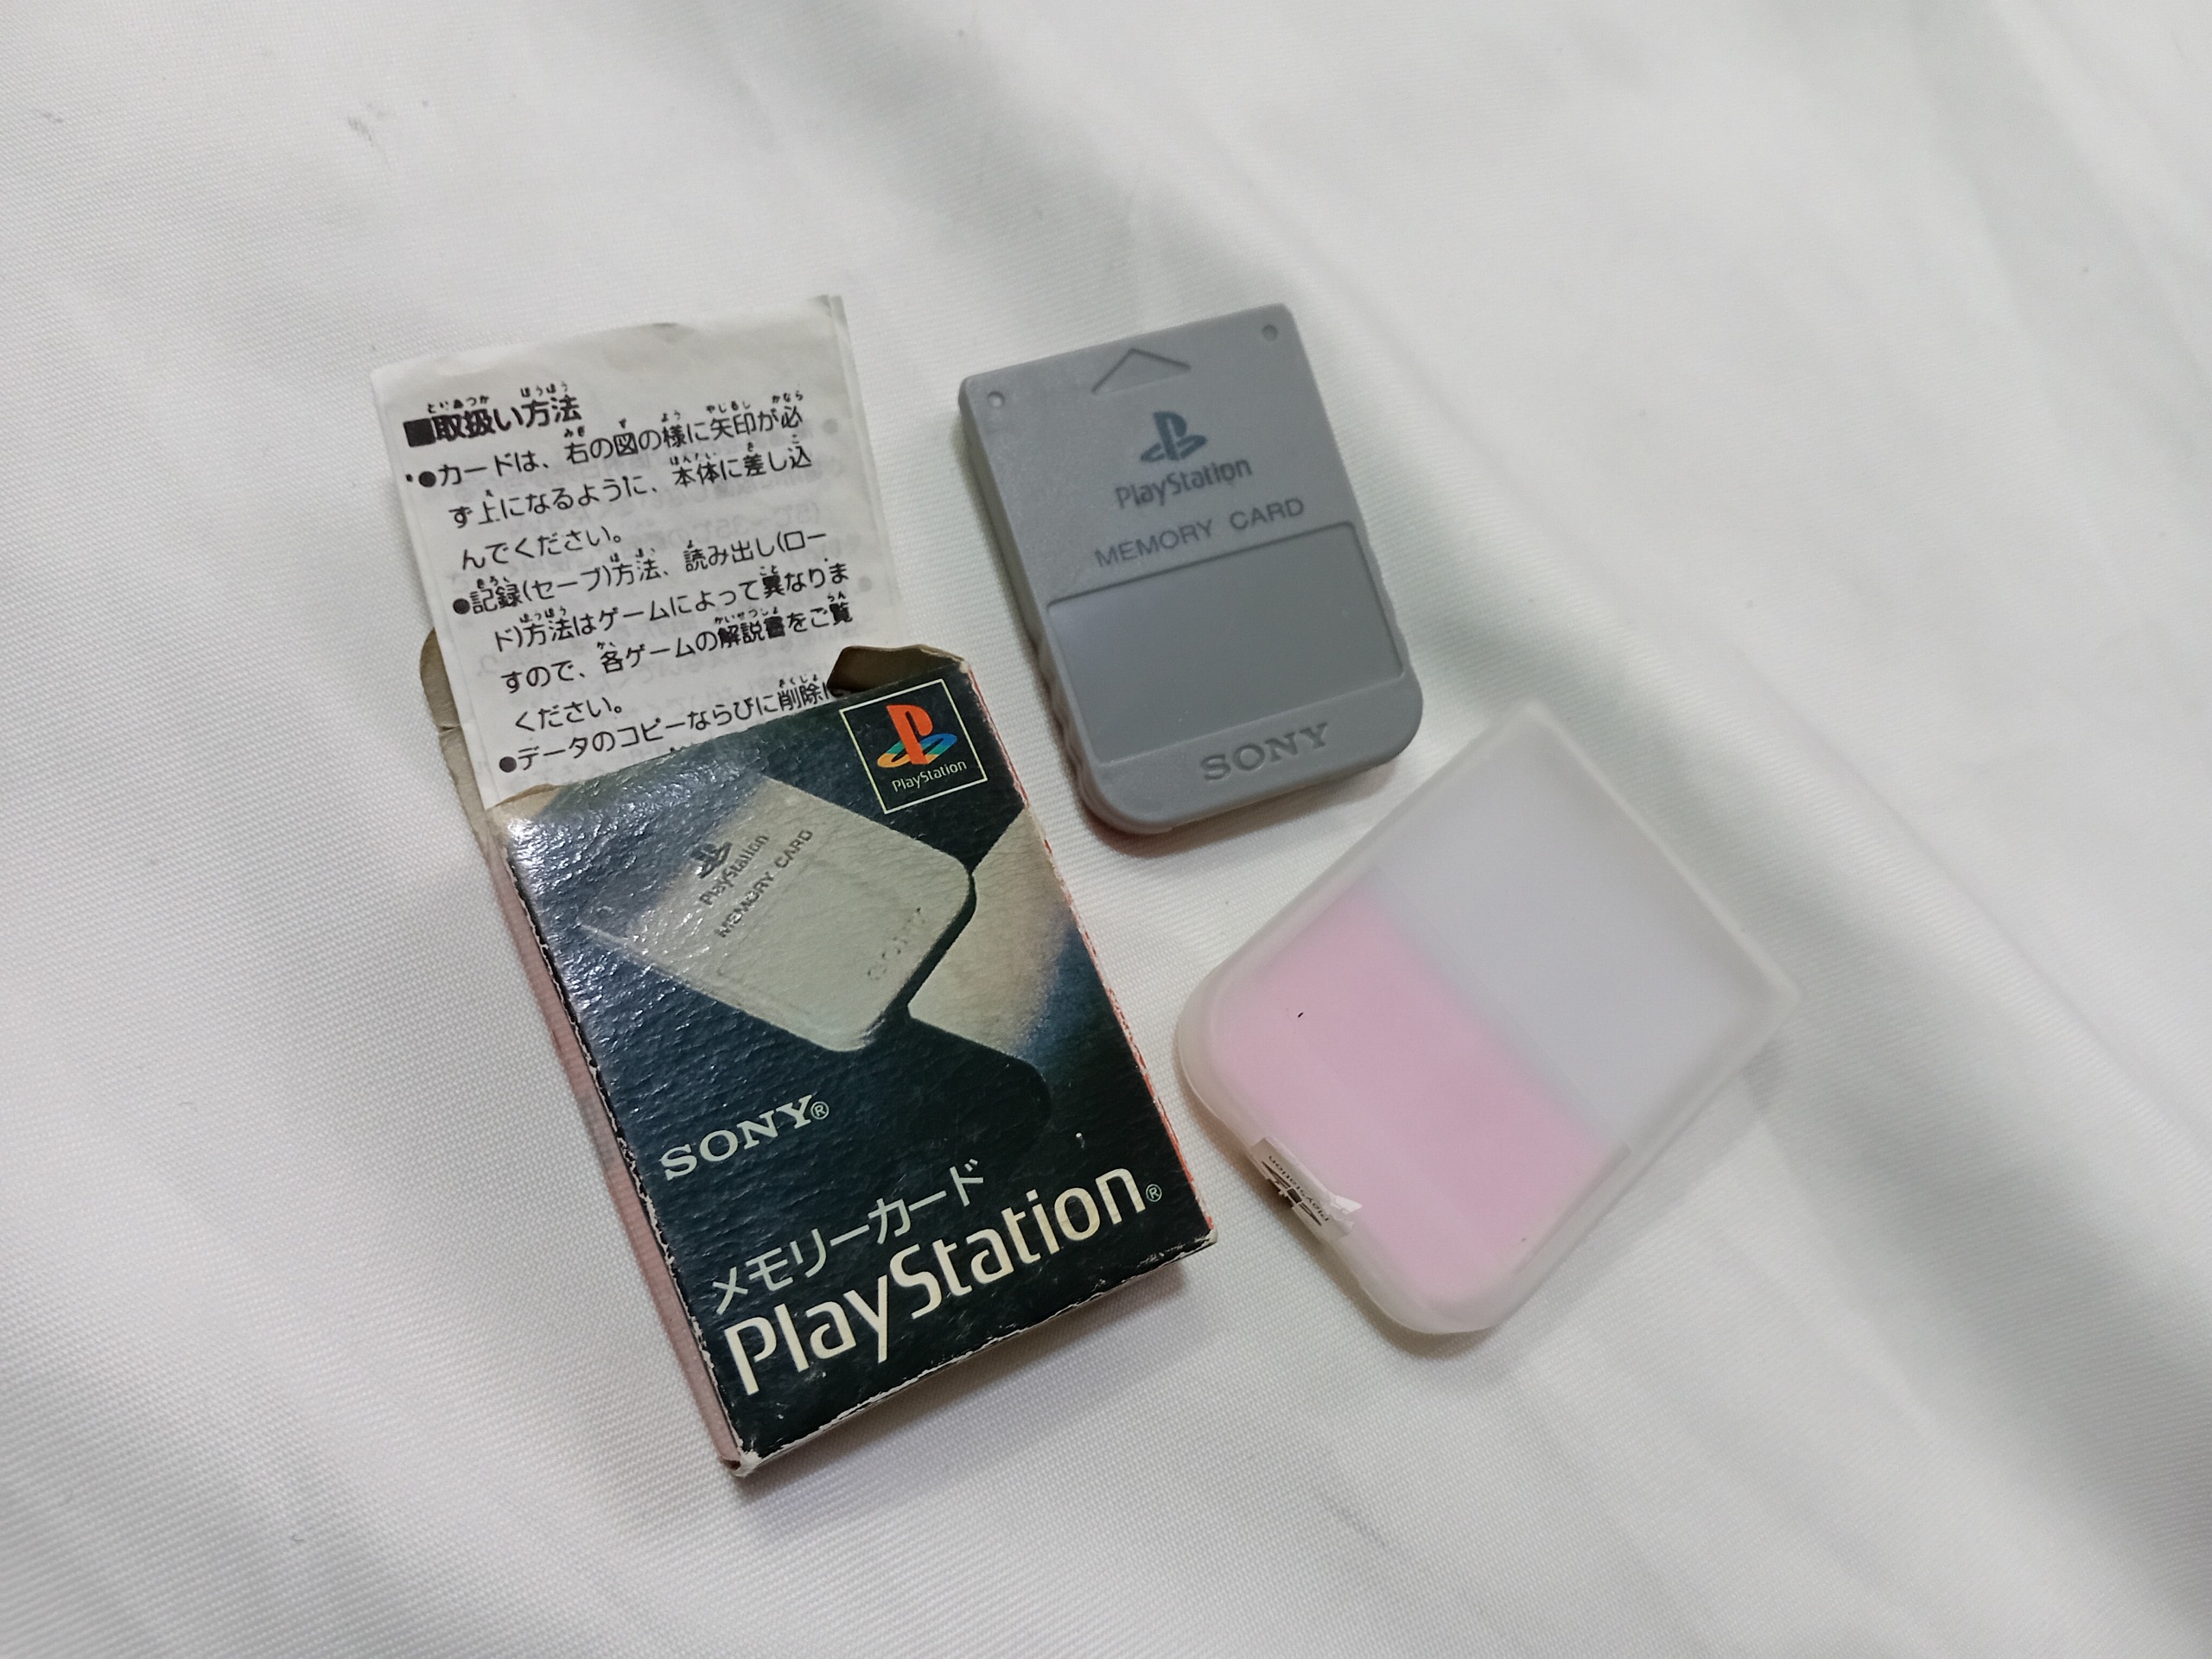 ■取扱い方法
●カードは、右の図の様に矢印が必
ず上になるように、本体に差し込
んでください。
●記録(セーブ)方法、読み出し(ロー
ド)方法はゲームによって異なりま
すので、各ゲームの解説書をご覧
ください。
●データのコピーならびに削除
PlayStation
PlayStation
MEMORY CARD
SONY
SONY®
メモリーカード
PlayStation®
PlayStation
MEMORY CARD
SONY
PlayStation